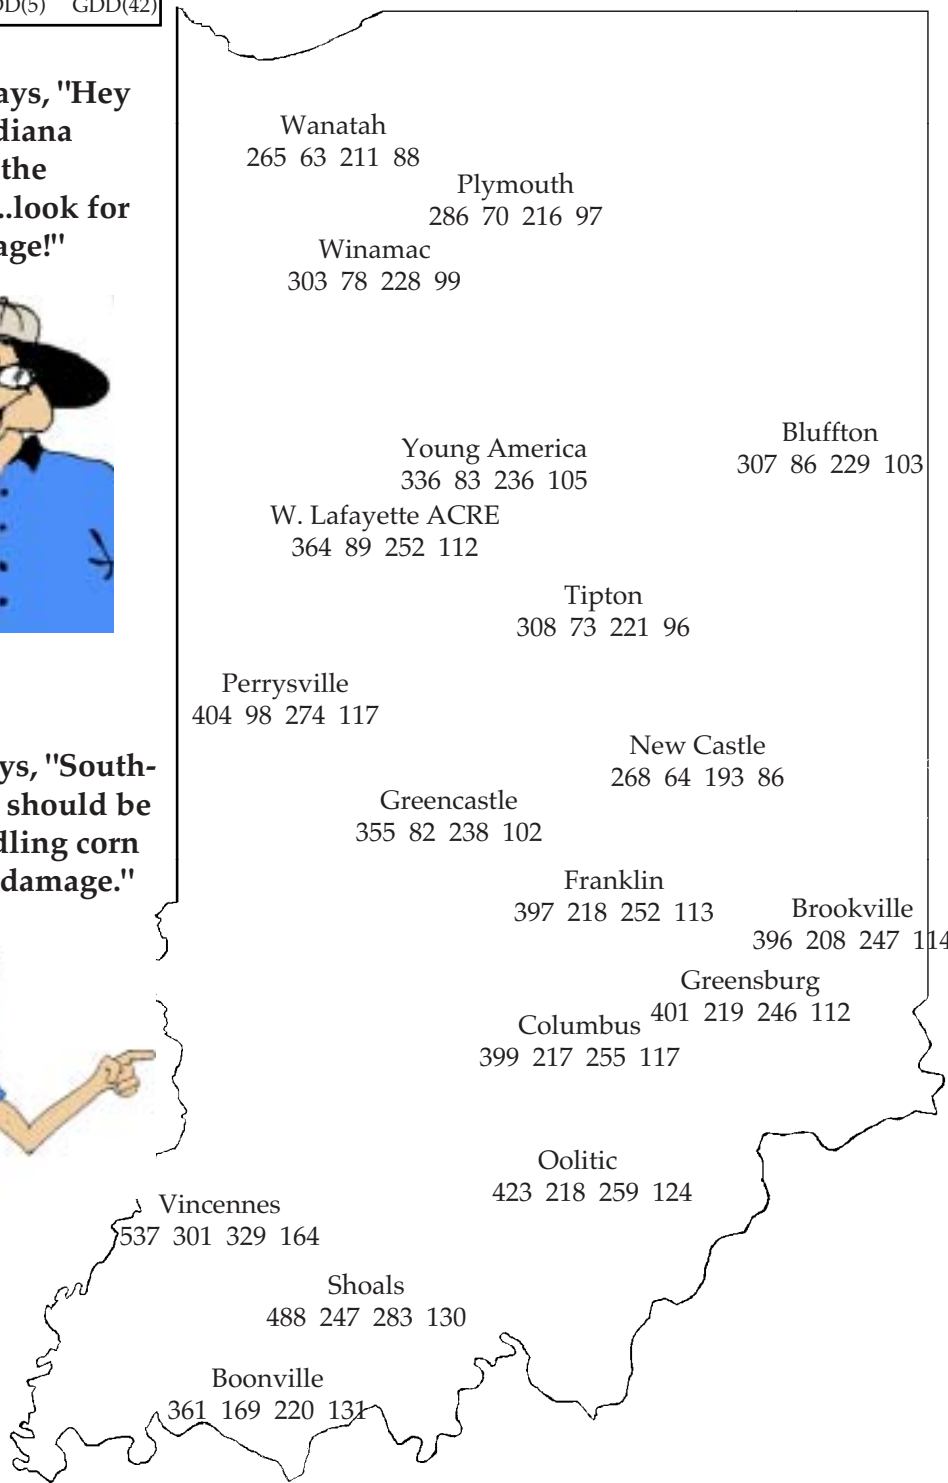 GDD(42)
ays, "Hey
diana
the
..look for
age!"
Wanatah
265 63 211 88
Plymouth
286 70 216 97
Winamac
303 78 228 99
Young America
336 83 236 105
Bluffton
307 86 229 103
W. Lafayette ACRE
364 89 252 112
Tipton
308 73 221 96
Perrysville
404 98 274 117
New Castle
268 64 193 86
Greencastle
355 82 238 102
ys, "South-
should be
dling corn
damage."
Franklin
397 218 252 113
Brookville
396 208 247 114
Greensburg
401 219 246 112
Columbus
399 217 255 117
Oolitic
423 218 259 124
Vincennes
537 301 329 164
Shoals
488 247 283 130
Boonville
361 169 220 131